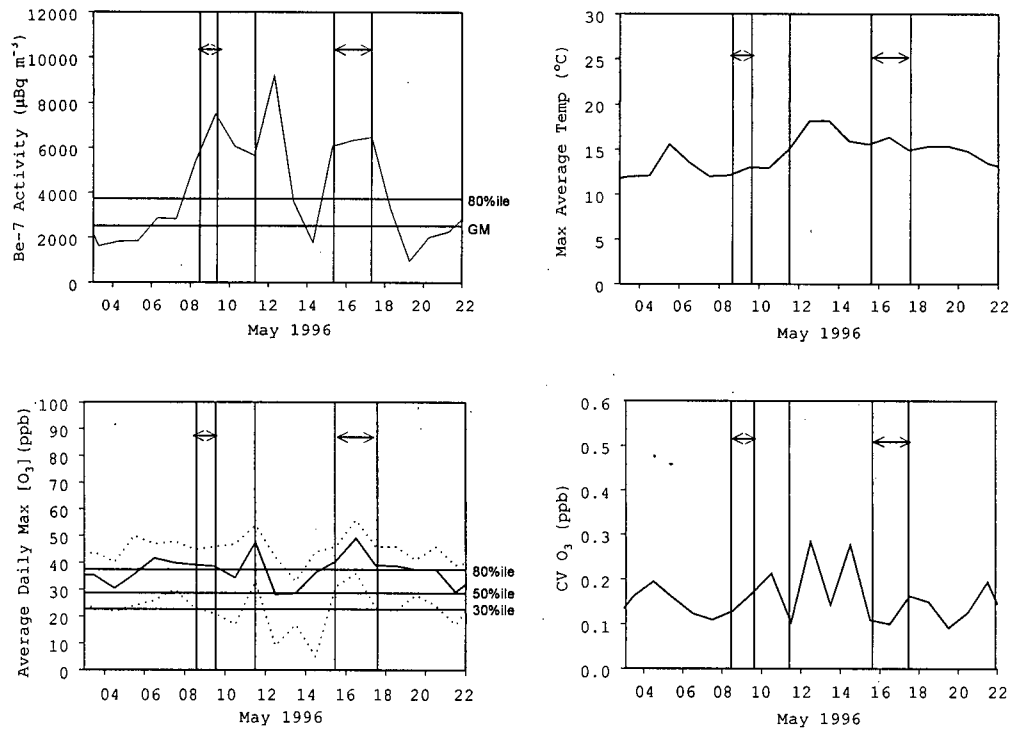 12000
10000
8000
6000
4000
2000
0
Be-7 Activity (μBq m⁻³)
80%ile
GM
04 06 08 10 12 14 16 18 20 22
May 1996
30
25
20
15
10
5
0
Max Average Temp (°C)
04 06 08 10 12 14 16 18 20 22
May 1996
100
90
80
70
60
50
40
30
20
10
0
Average Daily Max [O₃] (ppb)
80%ile
50%ile
30%ile
04 06 08 10 12 14 16 18 20 22
May 1996
0.6
0.5
0.4
0.3
0.2
0.1
0.0
CV O₃ (ppb)
04 06 08 10 12 14 16 18 20 22
May 1996